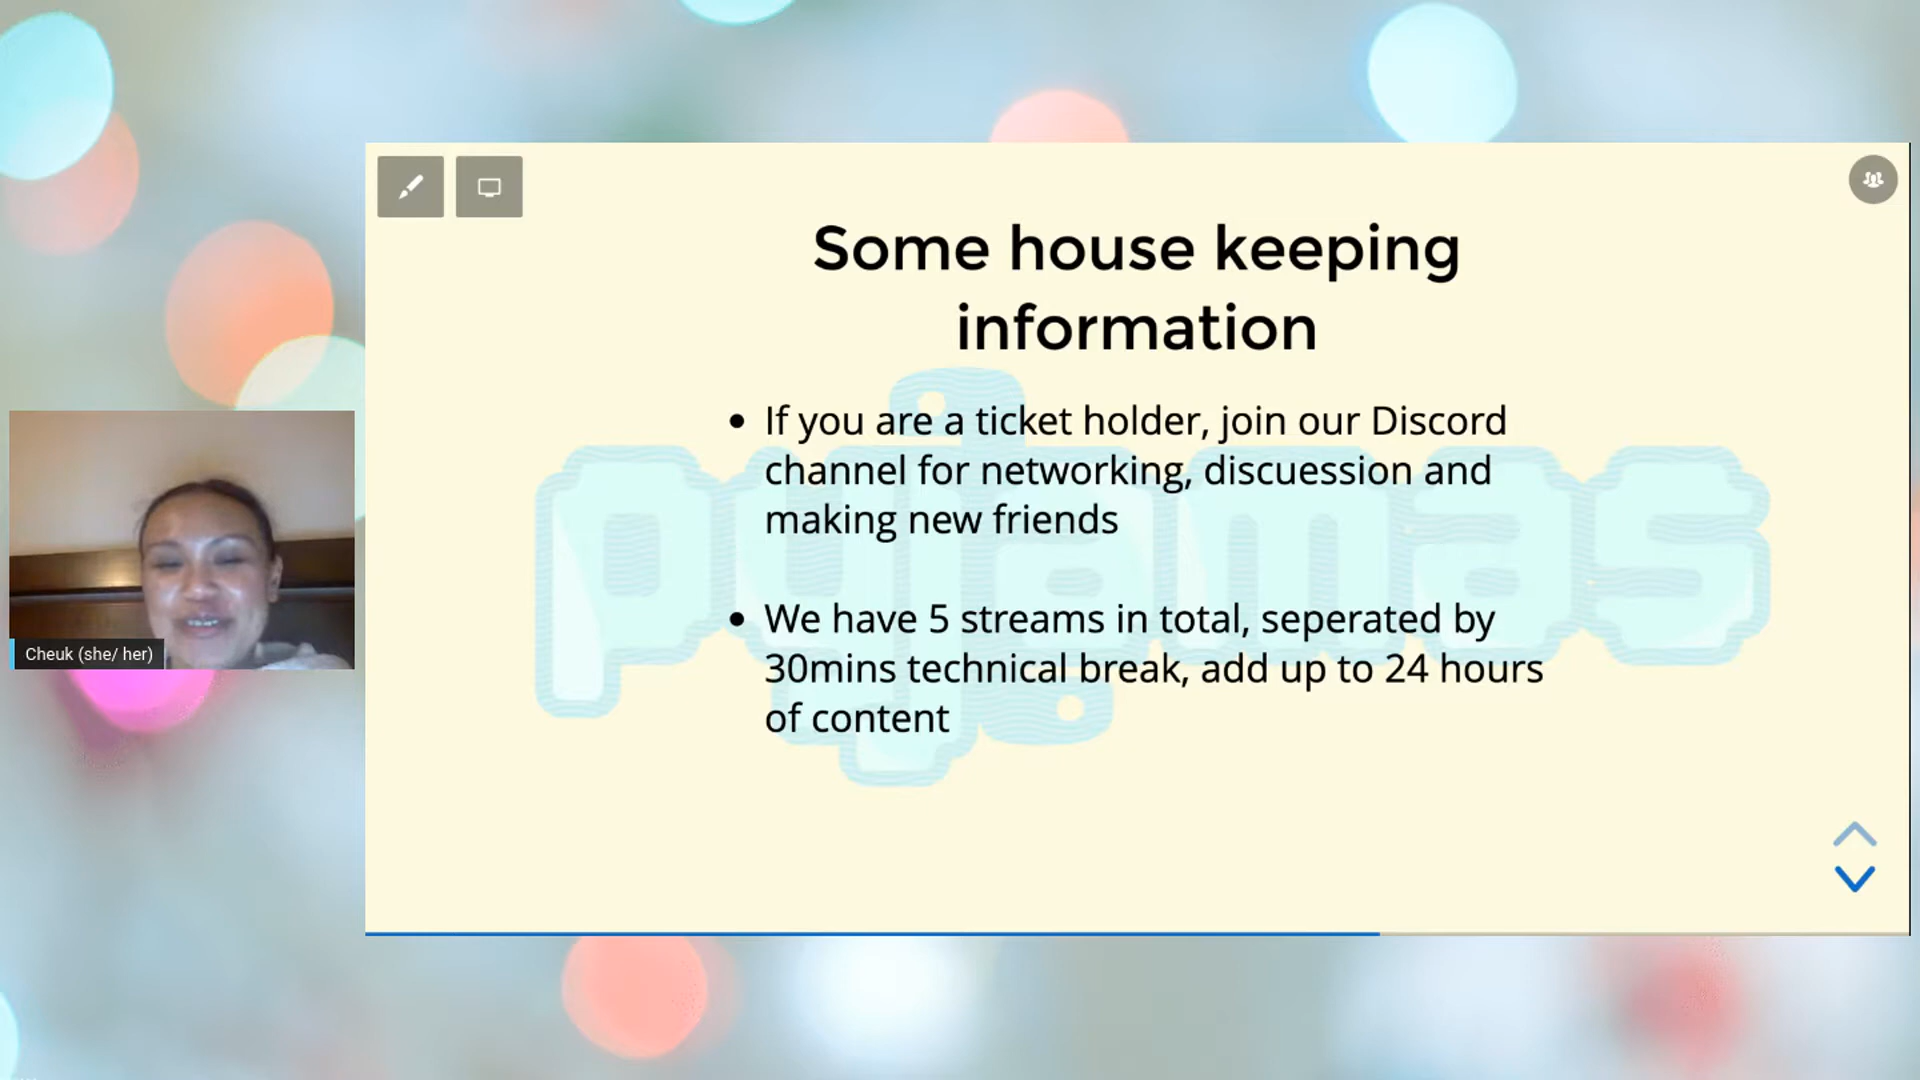 Some house keeping
information
• If you are a ticket holder, join our Discord
channel for networking, discuession and
making new friends
• We have 5 streams in total, seperated by
30mins technical break, add up to 24 hours
of content
pyjamas
Cheuk (she/ her)